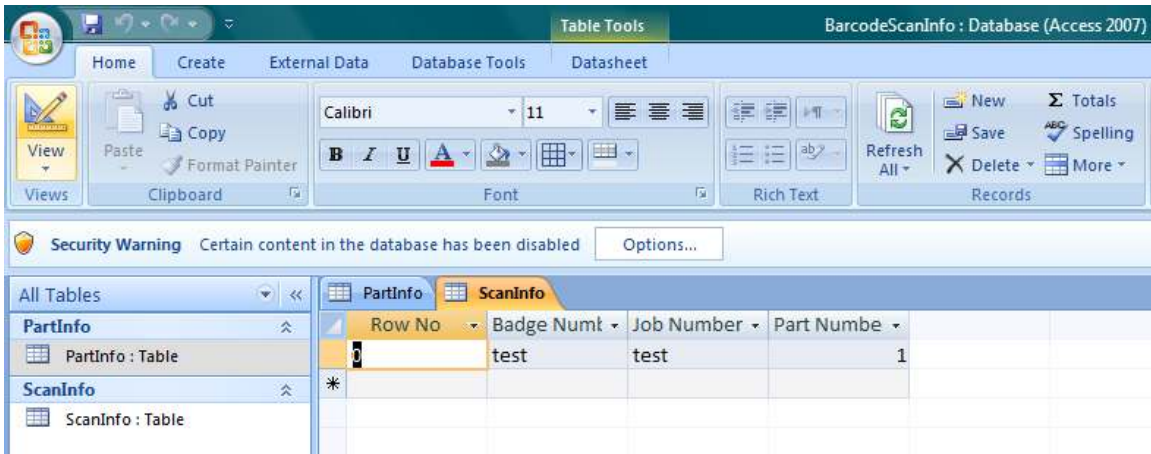 Table Tools
BarcodeScanInfo : Database (Access 2007)
Home Create External Data Database Tools Datasheet
View
Views
Paste
Cut
Copy
Format Painter
Clipboard
Calibri 11
B I U A
Font
Rich Text
Refresh All
New Σ Totals
Save ABC Spelling
Delete More
Records
Security Warning Certain content in the database has been disabled Options...
All Tables «
PartInfo
PartInfo : Table
ScanInfo
ScanInfo : Table
PartInfo ScanInfo
Row No Badge Numb Job Number Part Numbe
0 test test 1